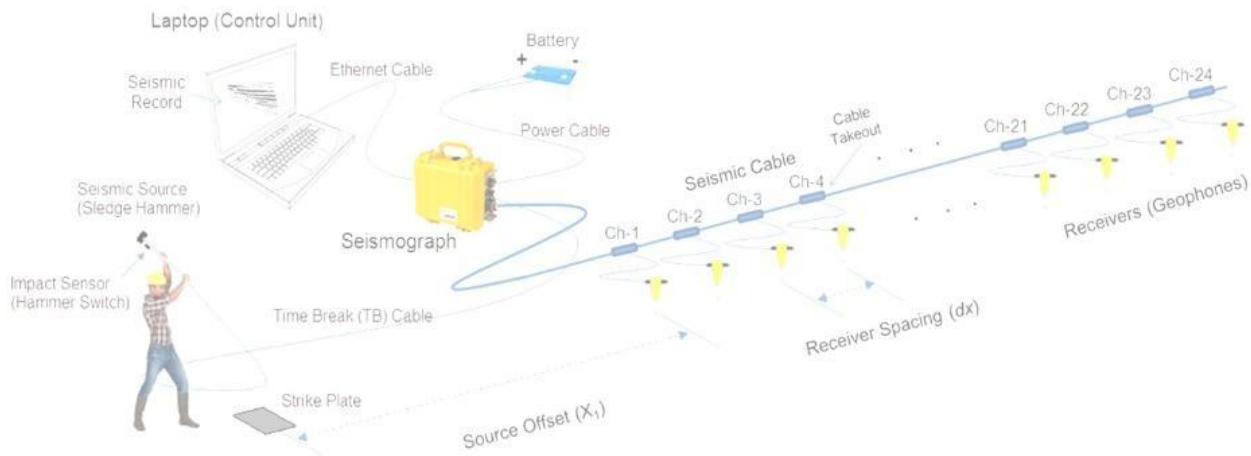 Laptop (Control Unit)
Seismic
Record
Ethernet Cable
Battery
+
-
Power Cable
Seismograph
Seismic Source
(Sledge Hammer)
Impact Sensor
(Hammer Switch)
Time Break (TB) Cable
Strike Plate
Source Offset (X₁)
Seismic Cable
Cable
Takeout
Ch-1
Ch-2
Ch-3
Ch-4
. . .
Ch-21
Ch-22
Ch-23
Ch-24
. . .
Receivers (Geophones)
Receiver Spacing (dx)